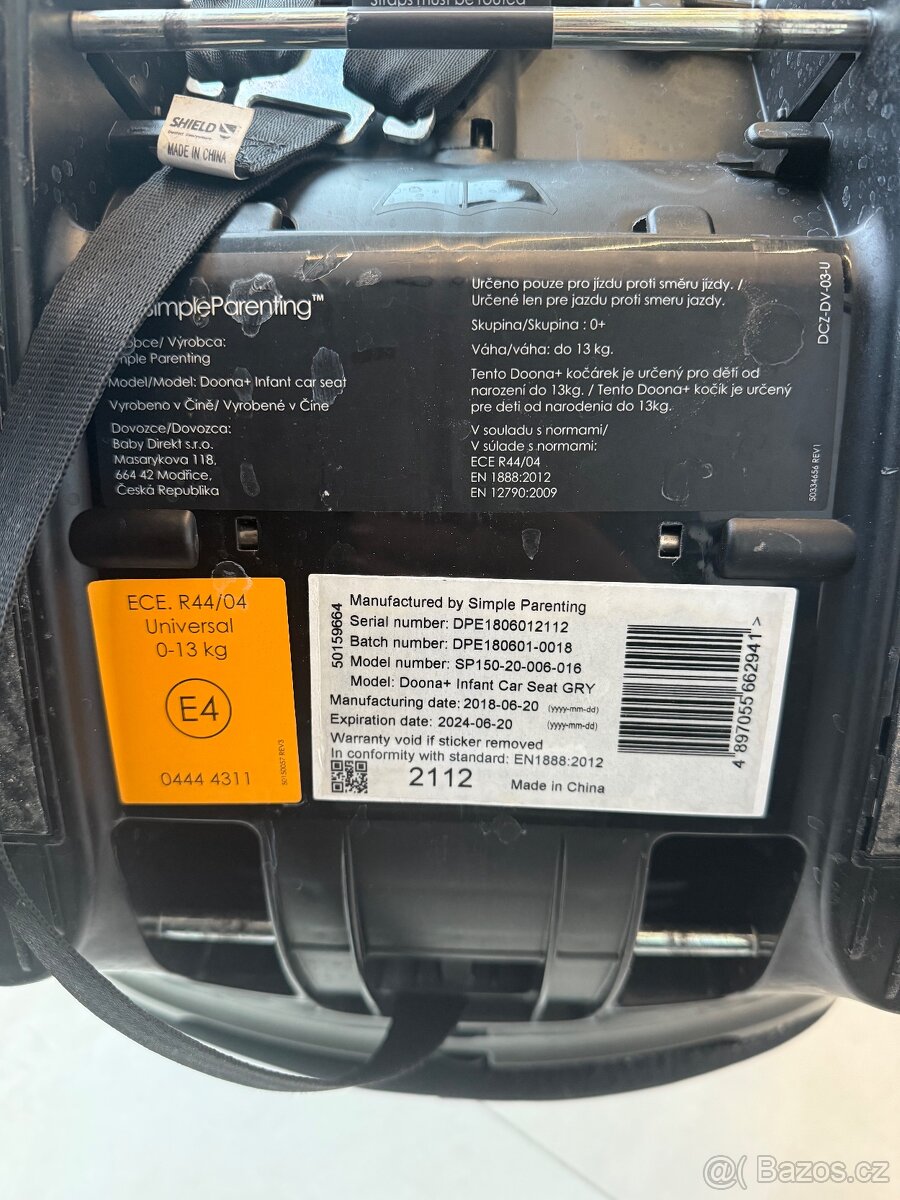 Straps must be routed
SHIELD
MADE IN CHINA
SimpleParenting™
Výrobca:
Simple Parenting
Model/Model: Doona+ Infant car seat
Vyrobeno v Číně/ Vyrobené v Číne
Dovozce/Dovozca:
Baby Direkt s.r.o.
Masarykova 118,
664 42 Modřice,
Česká Republika
Určeno pouze pro jízdu proti směru jízdy. /
Určené len pre jazdu proti smeru jazdy.
Skupina/Skupina : 0+
Váha/váha: do 13 kg.
Tento Doona+ kočárek je určený pro dětí od
narození do 13kg. / Tento Doona+ kočík je určený
pre deti od narodenia do 13kg.
V souladu s normami/
V súlade s normami:
ECE R44/04
EN 1888:2012
EN 12790:2009
DCZ-DV-03-U
50334656 REV1
ECE. R44/04
Universal
0-13 kg
E4
0444 4311
50150057 REV3
50159664
Manufactured by Simple Parenting
Serial number: DPE1806012112
Batch number: DPE180601-0018
Model number: SP150-20-006-016
Model: Doona+ Infant Car Seat GRY
Manufacturing date: 2018-06-20 (yyyy-mm-dd)
Expiration date: 2024-06-20 (yyyy-mm-dd)
Warranty void if sticker removed
In conformity with standard: EN1888:2012
2112
Made in China
4 897055 662941 >
@( Bazos.cz